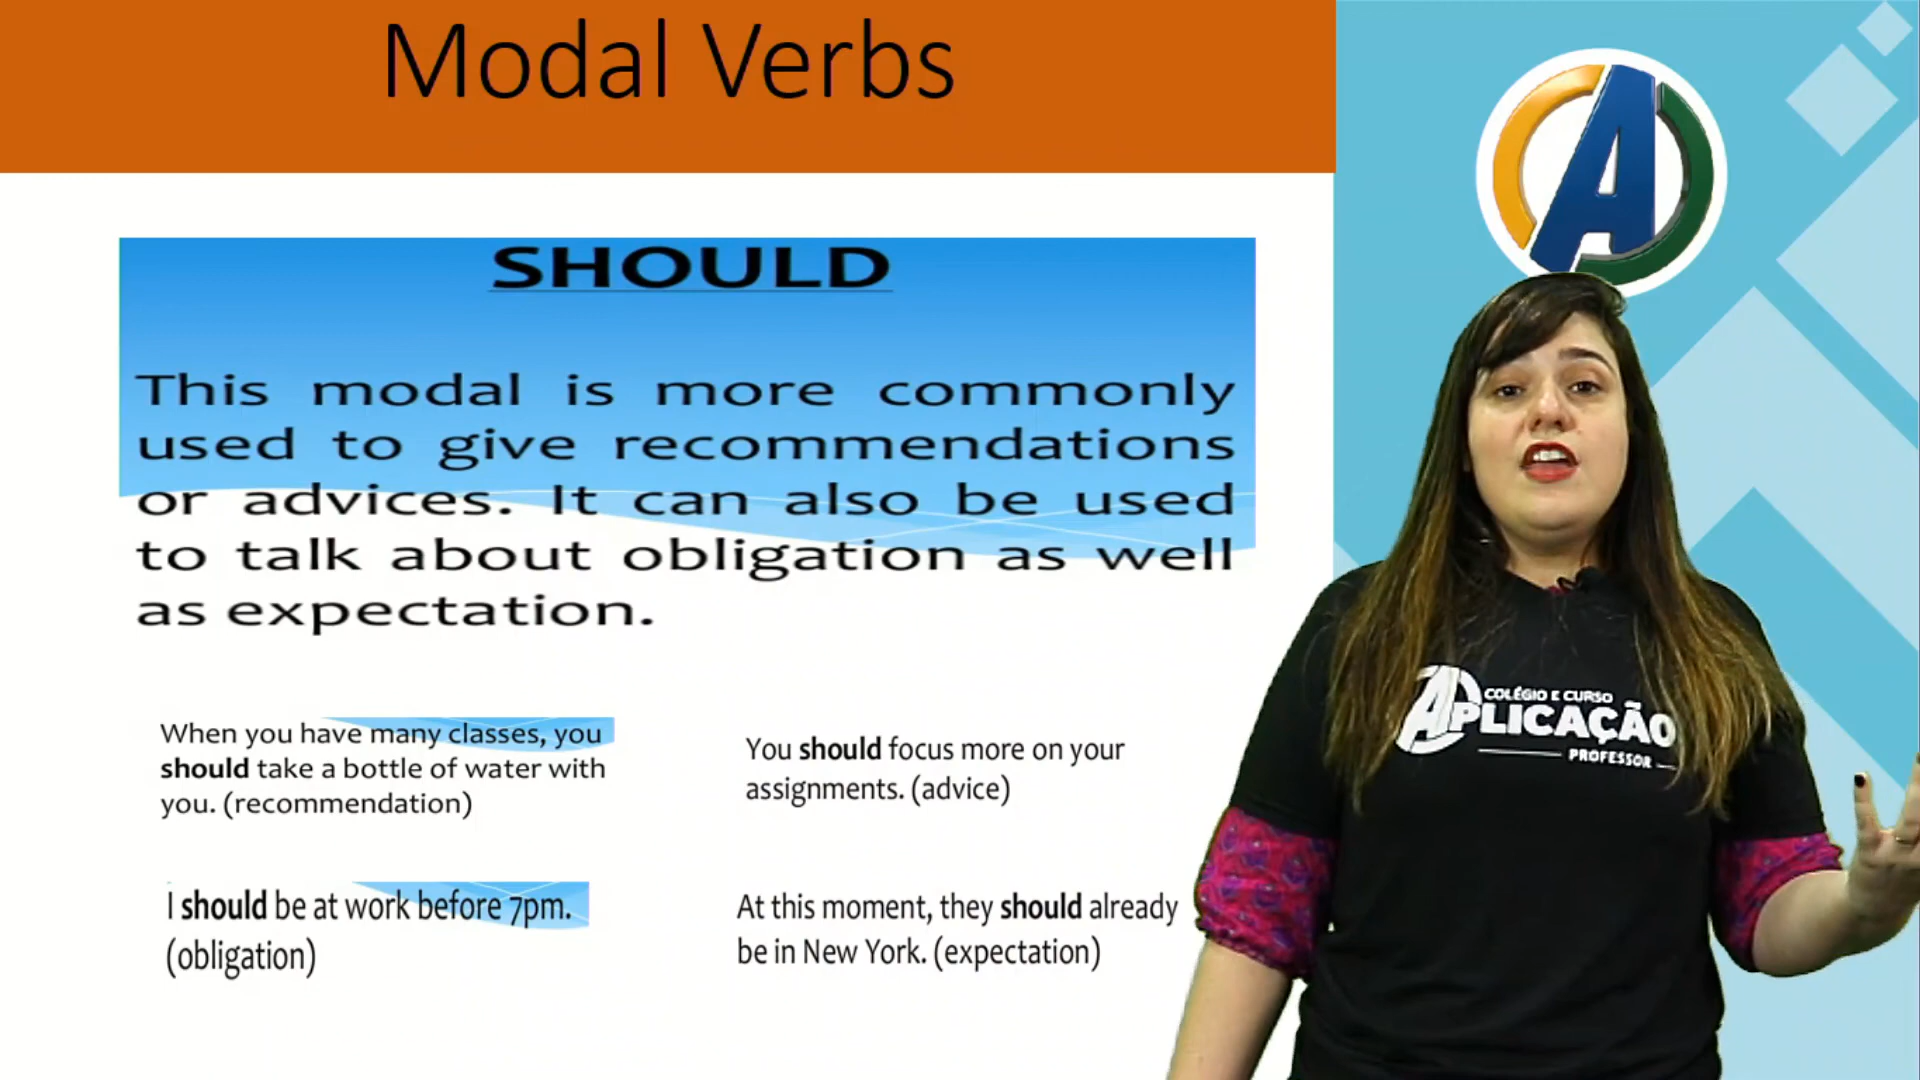 Modal Verbs
SHOULD
This modal is more commonly
used to give recommendations
or advices. It can also be used
to talk about obligation as well
as expectation.
When you have many classes, you
should take a bottle of water with
you. (recommendation)
You should focus more on your
assignments. (advice)
I should be at work before 7pm.
(obligation)
At this moment, they should already
be in New York. (expectation)
A
COLÉGIO E CURSO
APLICAÇÃO
PROFESSOR